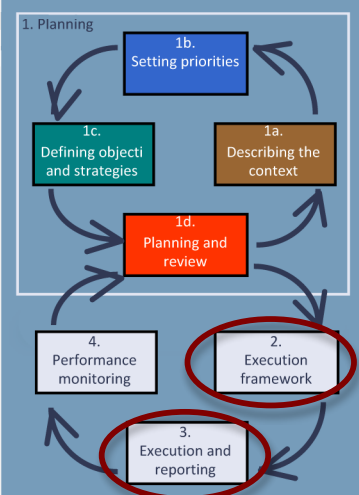 1. Planning
1b.
Setting priorities
1c.
Defining objecti
and strategies
1a.
Describing the
context
1d.
Planning and
review
4.
Performance
monitoring
2.
Execution
framework
3.
Execution and
reporting